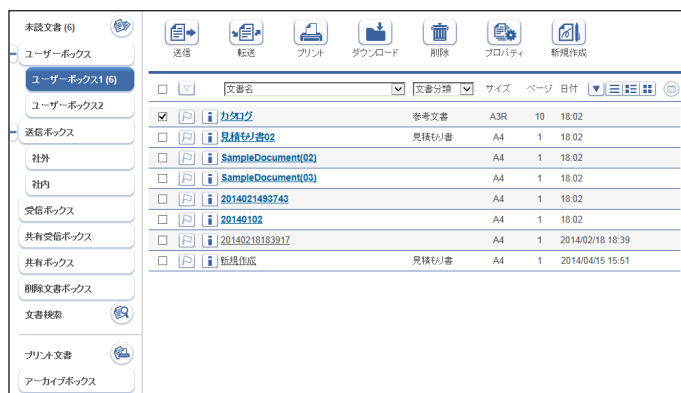 未読文書 (6)
ユーザーボックス
ユーザーボックス1 (6)
ユーザーボックス2
送信ボックス
社外
社内
受信ボックス
共有受信ボックス
共有ボックス
削除文書ボックス
文書検索
プリント文書
アーカイブボックス
送信 転送 プリント ダウンロード 削除 プロパティ 新規作成
文書名 文書分類 サイズ ページ 日付
カタログ 参考文書 A3R 10 18:02
見積もり書02 見積もり書 A4 1 18:02
SampleDocument(02) A4 1 18:02
SampleDocument(03) A4 1 18:02
2014021493743 A4 1 18:02
20140102 A4 1 18:02
20140218183917 A4 1 2014/02/18 18:39
新規作成 見積もり書 A4 1 2014/04/15 15:51